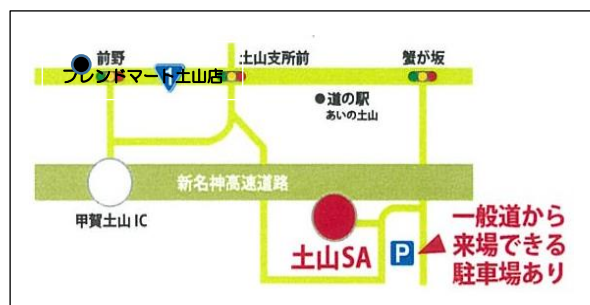 前野
土山支所前
蟹が坂
フレンドマート土山店
道の駅
あいの土山
新名神高速道路
甲賀土山IC
土山SA
P
一般道から
来場できる
駐車場あり